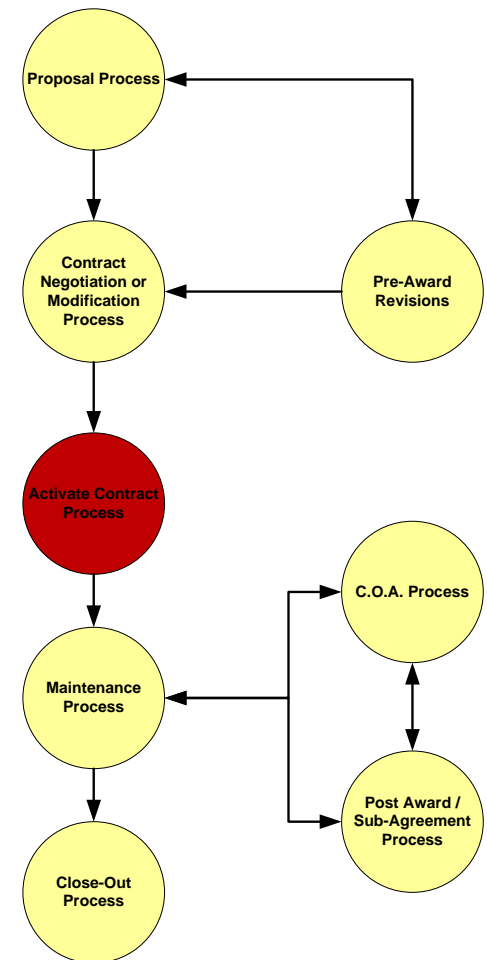 Proposal Process
Contract
Negotiation or
Modification
Process
Pre-Award
Revisions
Activate Contract
Process
C.O.A. Process
Maintenance
Process
Post Award /
Sub-Agreement
Process
Close-Out
Process